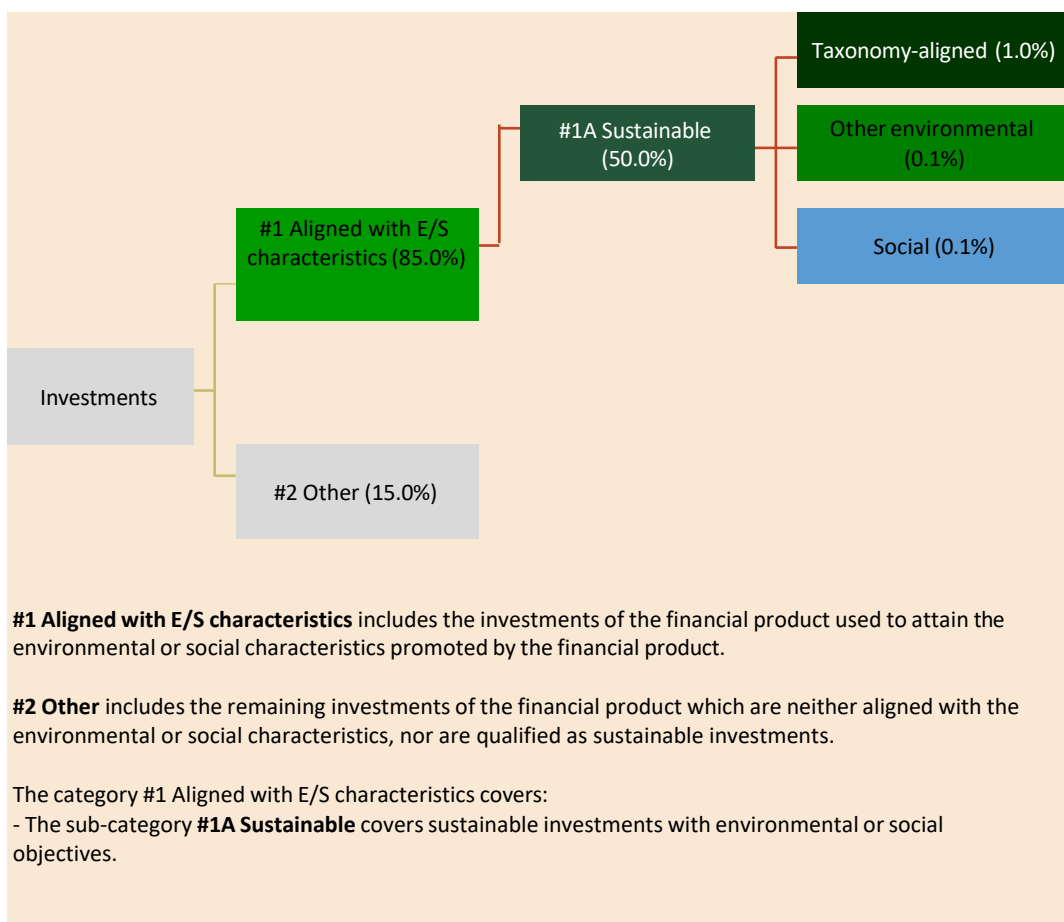 Taxonomy-aligned (1.0%)
#1A Sustainable
(50.0%)
Other environmental
(0.1%)
#1 Aligned with E/S
characteristics (85.0%)
Social (0.1%)
Investments
#2 Other (15.0%)
#1 Aligned with E/S characteristics includes the investments of the financial product used to attain the
environmental or social characteristics promoted by the financial product.
#2 Other includes the remaining investments of the financial product which are neither aligned with the
environmental or social characteristics, nor are qualified as sustainable investments.
The category #1 Aligned with E/S characteristics covers:
- The sub-category #1A Sustainable covers sustainable investments with environmental or social
objectives.